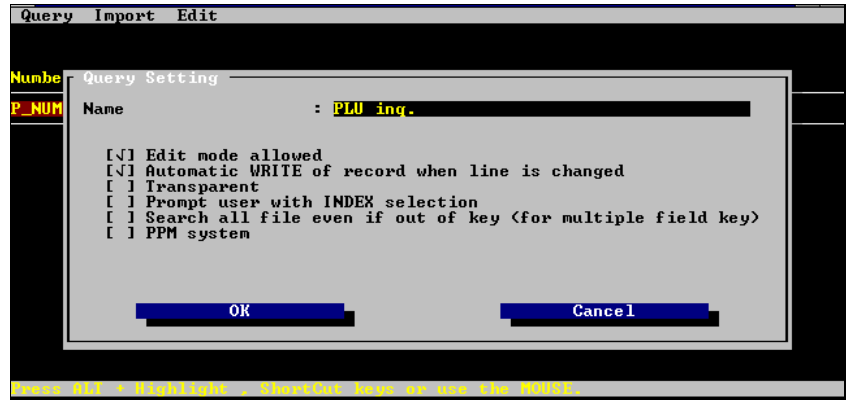 Query Import Edit
Numbe
Query Setting
P_NUM
Name : PLU inq.
[√] Edit mode allowed
[√] Automatic WRITE of record when line is changed
[ ] Transparent
[ ] Prompt user with INDEX selection
[ ] Search all file even if out of key (for multiple field key)
[ ] PPM system
OK Cancel
Press ALT + Highlight , ShortCut keys or use the MOUSE.